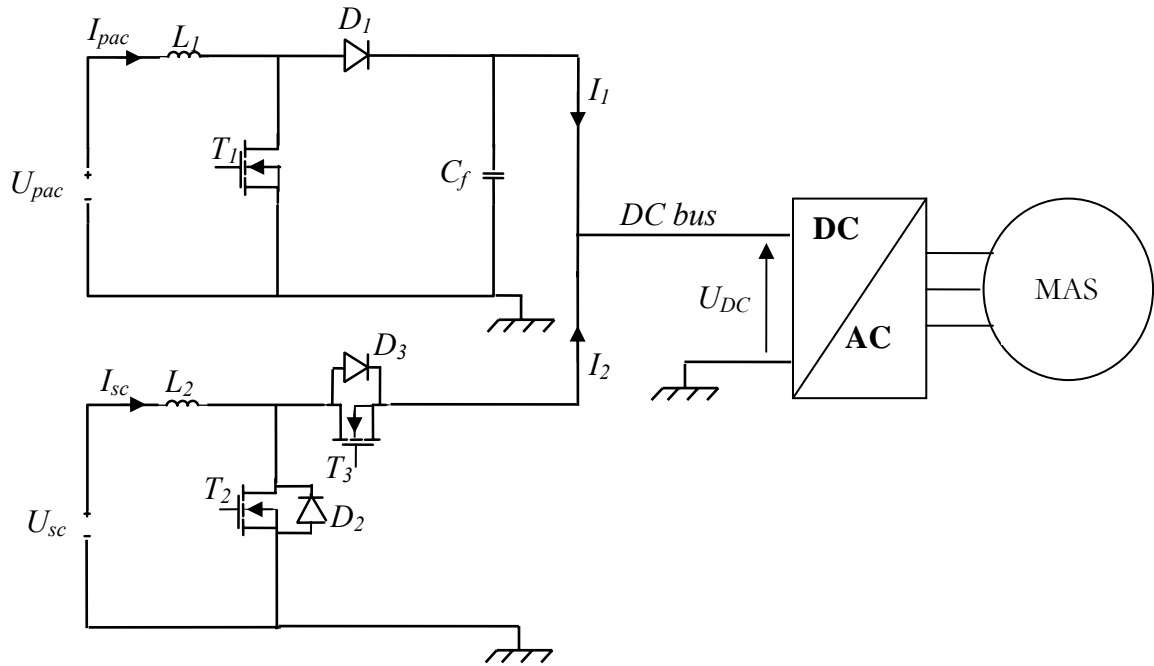 I_pac
L_1
D_1
I_1
T_1
C_f
U_pac
+
-
DC bus
DC
AC
U_DC
MAS
D_3
I_2
I_sc
L_2
T_3
T_2
D_2
U_sc
+
-